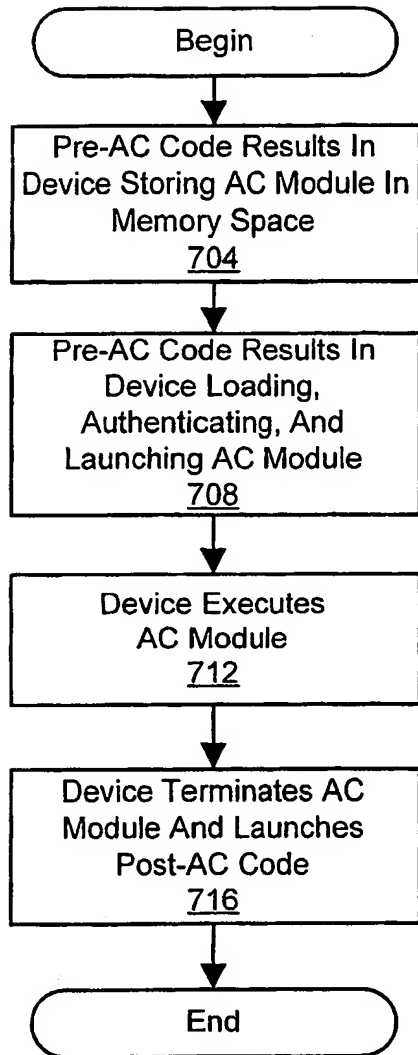 Begin
Pre-AC Code Results In
Device Storing AC Module In
Memory Space
704
Pre-AC Code Results In
Device Loading,
Authenticating, And
Launching AC Module
708
Device Executes
AC Module
712
Device Terminates AC
Module And Launches
Post-AC Code
716
End